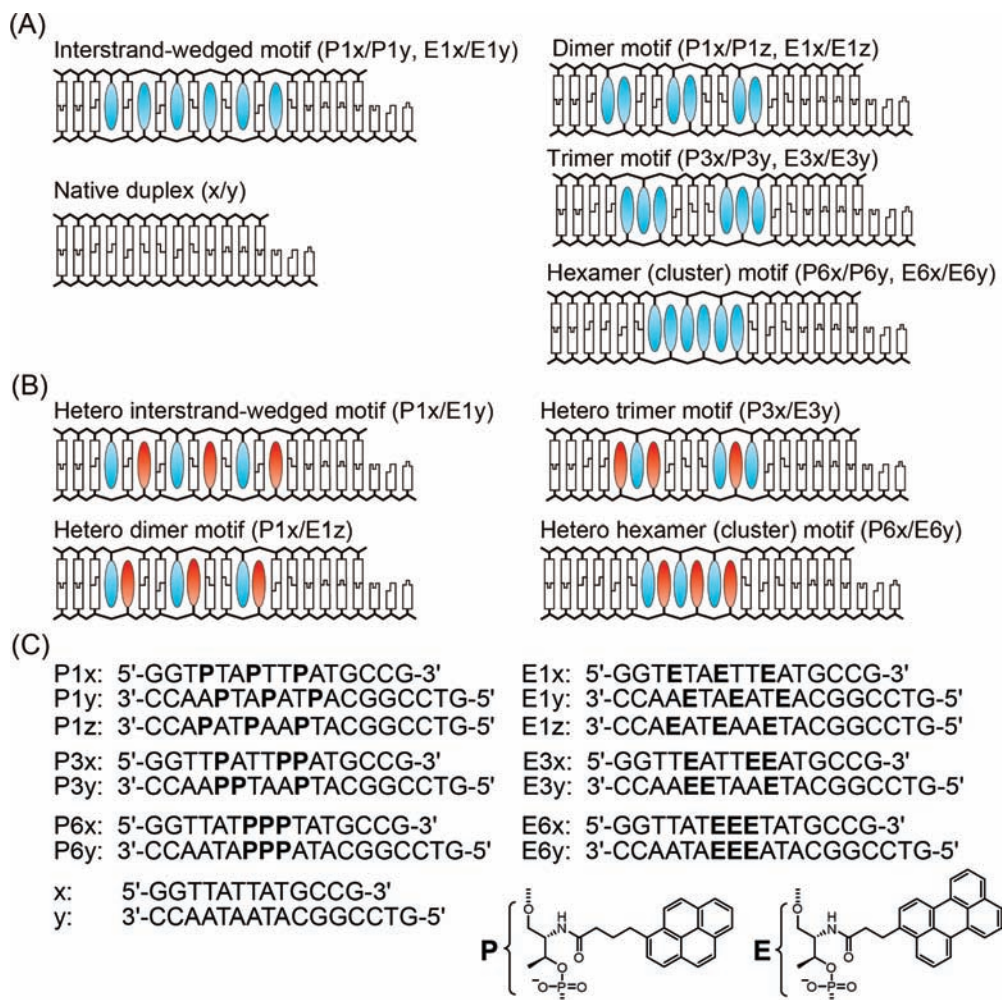 (A)
Interstrand-wedged motif (P1x/P1y, E1x/E1y)
Dimer motif (P1x/P1z, E1x/E1z)
Trimer motif (P3x/P3y, E3x/E3y)
Native duplex (x/y)
Hexamer (cluster) motif (P6x/P6y, E6x/E6y)
(B)
Hetero interstrand-wedged motif (P1x/E1y)
Hetero trimer motif (P3x/E3y)
Hetero dimer motif (P1x/E1z)
Hetero hexamer (cluster) motif (P6x/E6y)
(C)
P1x: 5'-GGTPTAPTTPATGCCG-3'
P1y: 3'-CCAAPTAPATPACGGCCTG-5'
P1z: 3'-CCAPATPAAPTACGGCCTG-5'
P3x: 5'-GGTTPATTPPATGCCG-3'
P3y: 3'-CCAAPPTAAPTACGGCCTG-5'
P6x: 5'-GGTTATPPPTATGCCG-3'
P6y: 3'-CCAATAPPPATACGGCCTG-5'
x: 5'-GGTTATTATGCCG-3'
y: 3'-CCAATAATACGGCCTG-5'
E1x: 5'-GGTETAETTEATGCCG-3'
E1y: 3'-CCAAETAEATEACGGCCTG-5'
E1z: 3'-CCAEATEAAETACGGCCTG-5'
E3x: 5'-GGTTEATTEEATGCCG-3'
E3y: 3'-CCAAEETAAETACGGCCTG-5'
E6x: 5'-GGTTATEEETATGCCG-3'
E6y: 3'-CCAATAEEEATACGGCCTG-5'
P
O
H
N
O
O
-O-P=O
E
O
H
N
O
O
-O-P=O